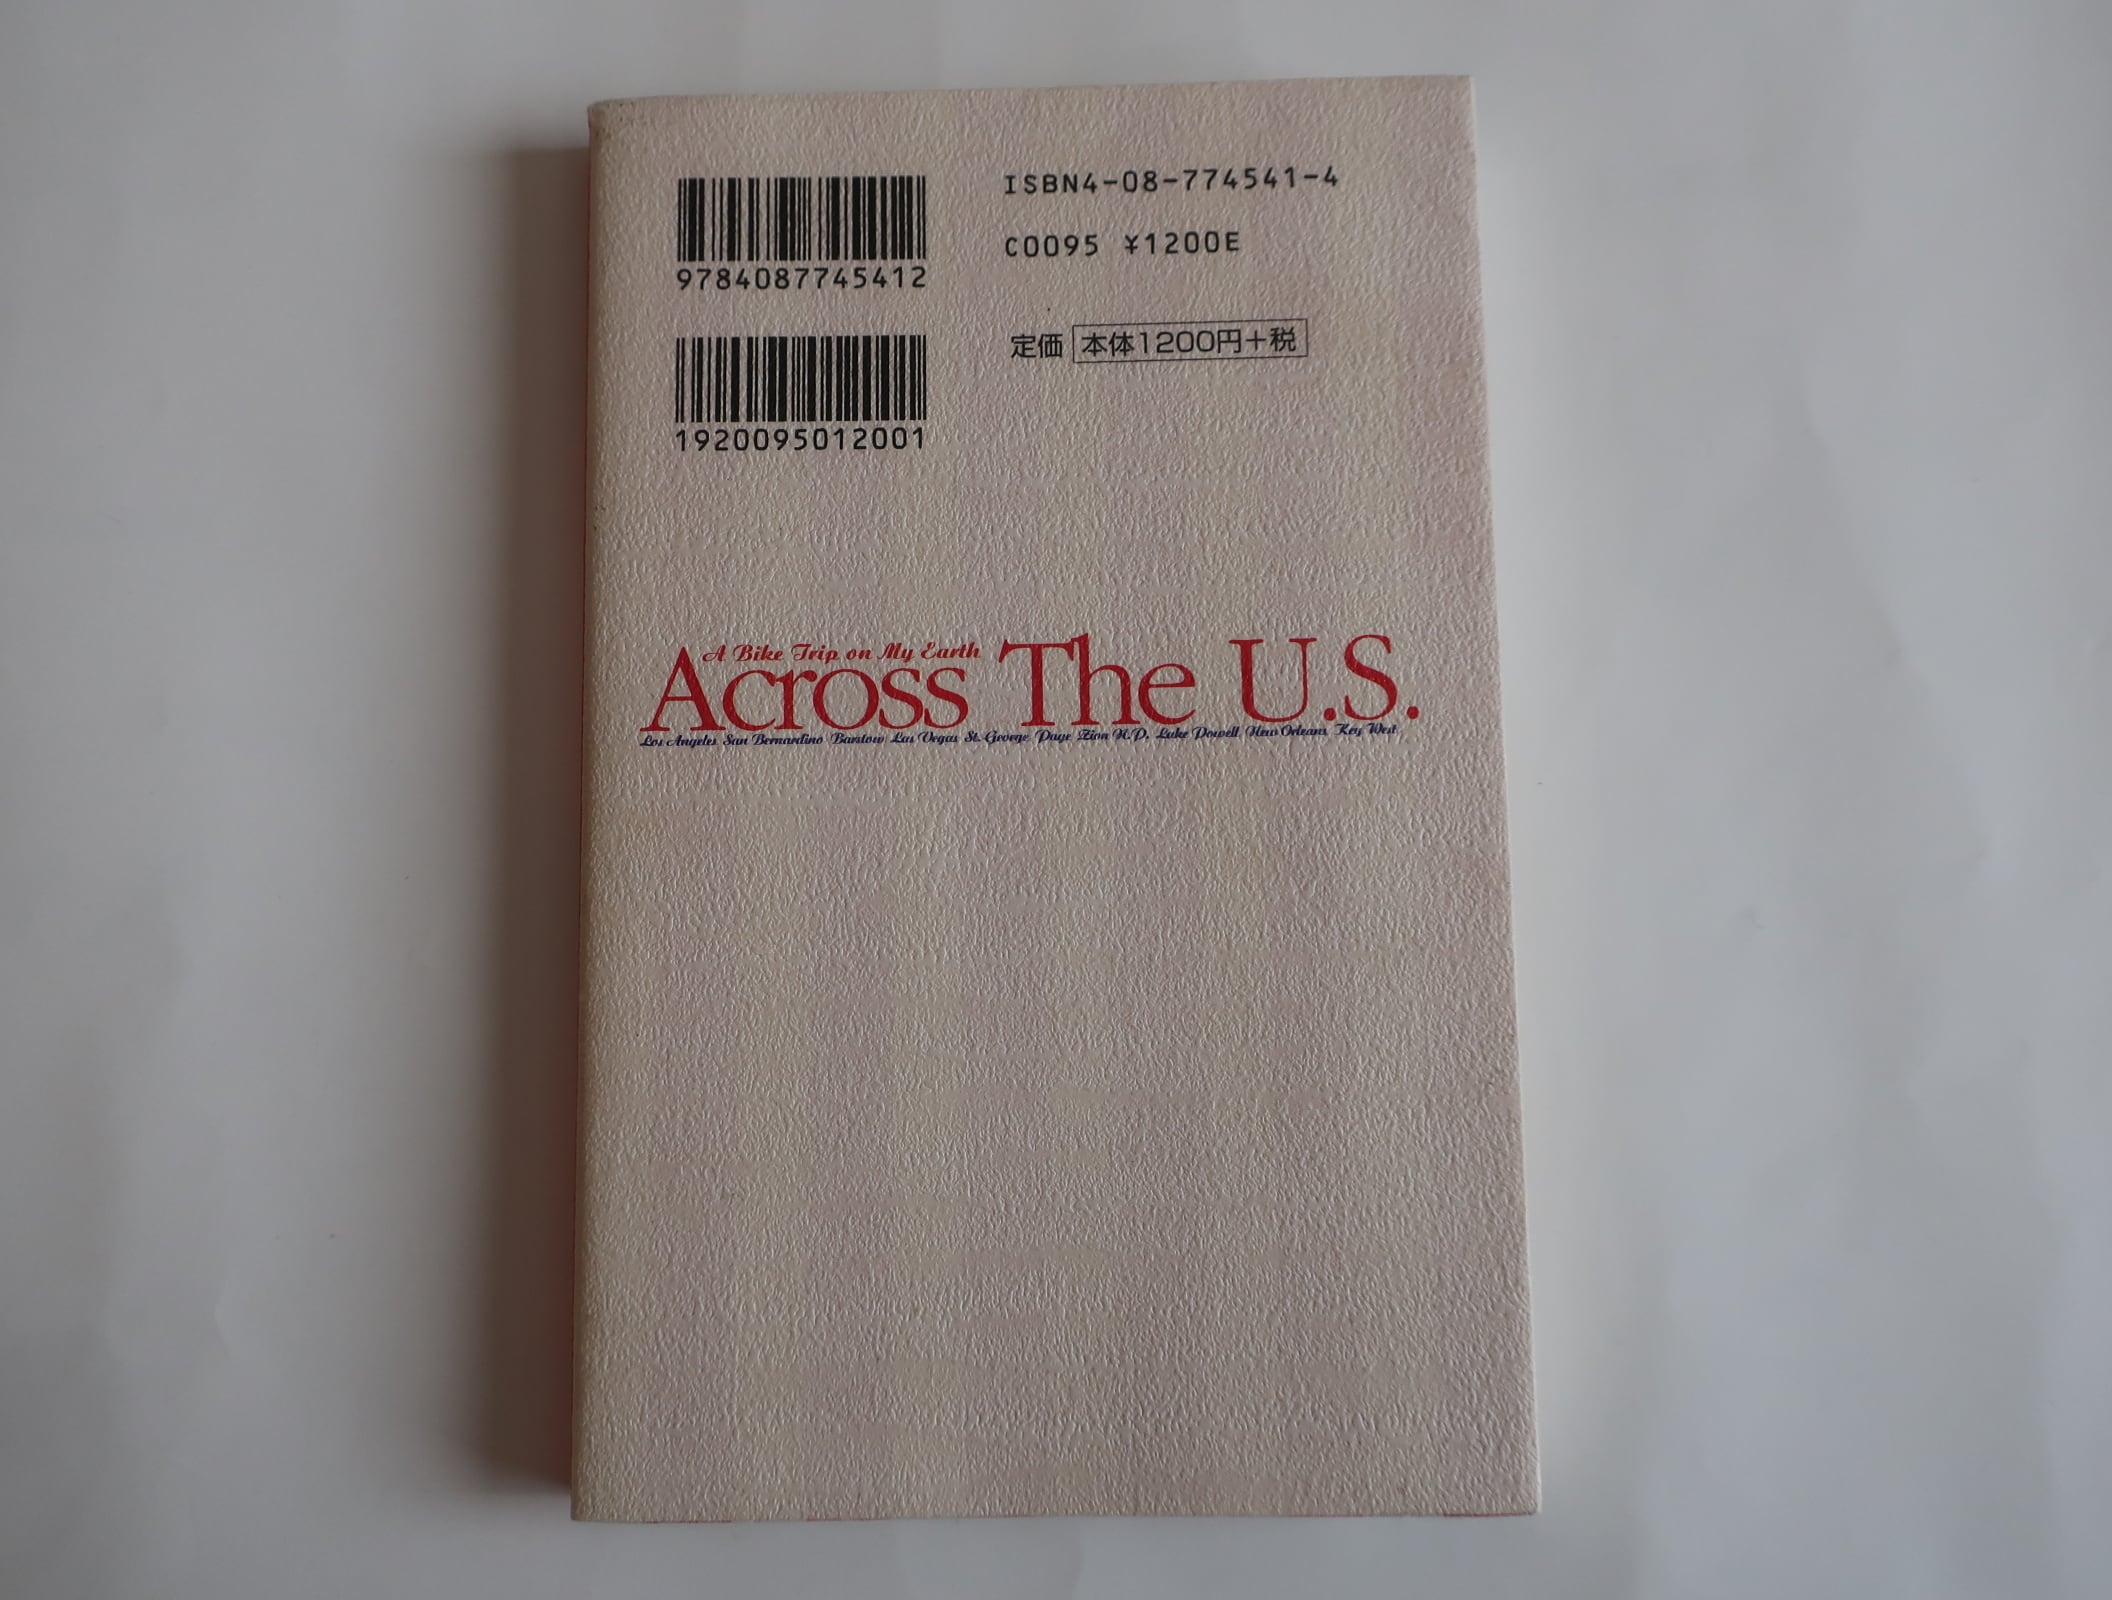 9784087745412
ISBN4-08-774541-4
C0095 ¥1200E
定価 本体1200円+税
1920095012001
A Bike Trip on My Earth
Across The U.S.
Los Angeles San Bernardino Barstow Las Vegas St. George Page Zion N.P. Lake Powell New Orleans Key West